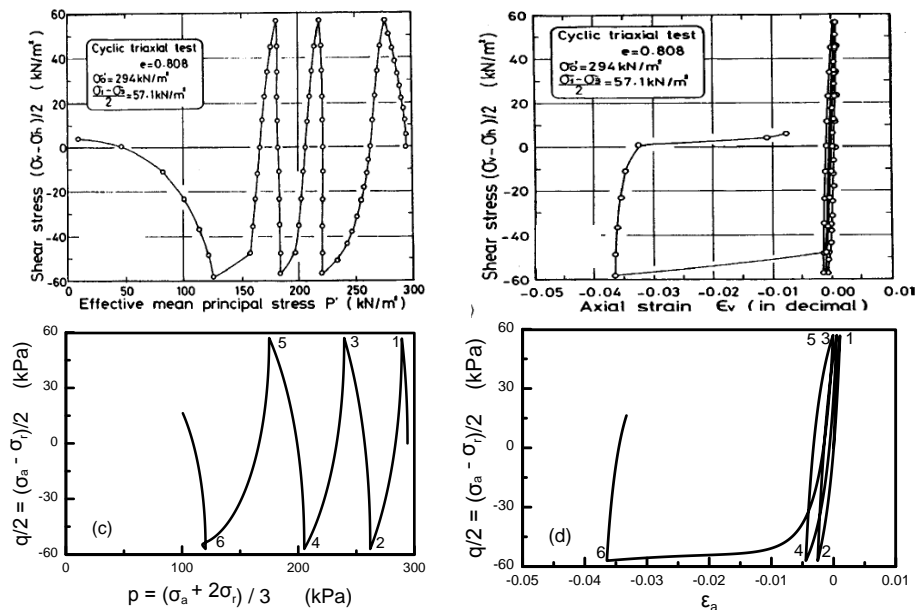 Shear stress (σv-σh)/2 (kN/m²)
60
40
20
0
-20
-40
-60
Cyclic triaxial test
e=0.808
σ0'=294kN/m²
σ1-σ3/2=57.1kN/m²
0 50 100 150 200 250 300
Effective mean principal stress P' (kN/m²)
Shear stress (σv-σh)/2 (kN/m²)
60
40
20
0
-20
-40
-60
Cyclic triaxial test
e=0.808
σ0'=294kN/m²
σ1-σ3/2=57.1kN/m²
-0.05 -0.04 -0.03 -0.02 -0.01 0.00 0.01
)
Axial strain εv (in decimal)
q/2 = (σa - σr)/2 (kPa)
60
30
0
-30
-60
5 3 1
(c) 6 4 2
0 100 200 300
p = (σa + 2σr) / 3 (kPa)
q/2 = (σa - σr)/2 (kPa)
60
30
0
-30
-60
5 3 1
6 (d) 4 2
-0.05 -0.04 -0.03 -0.02 -0.01 0 0.01
εa